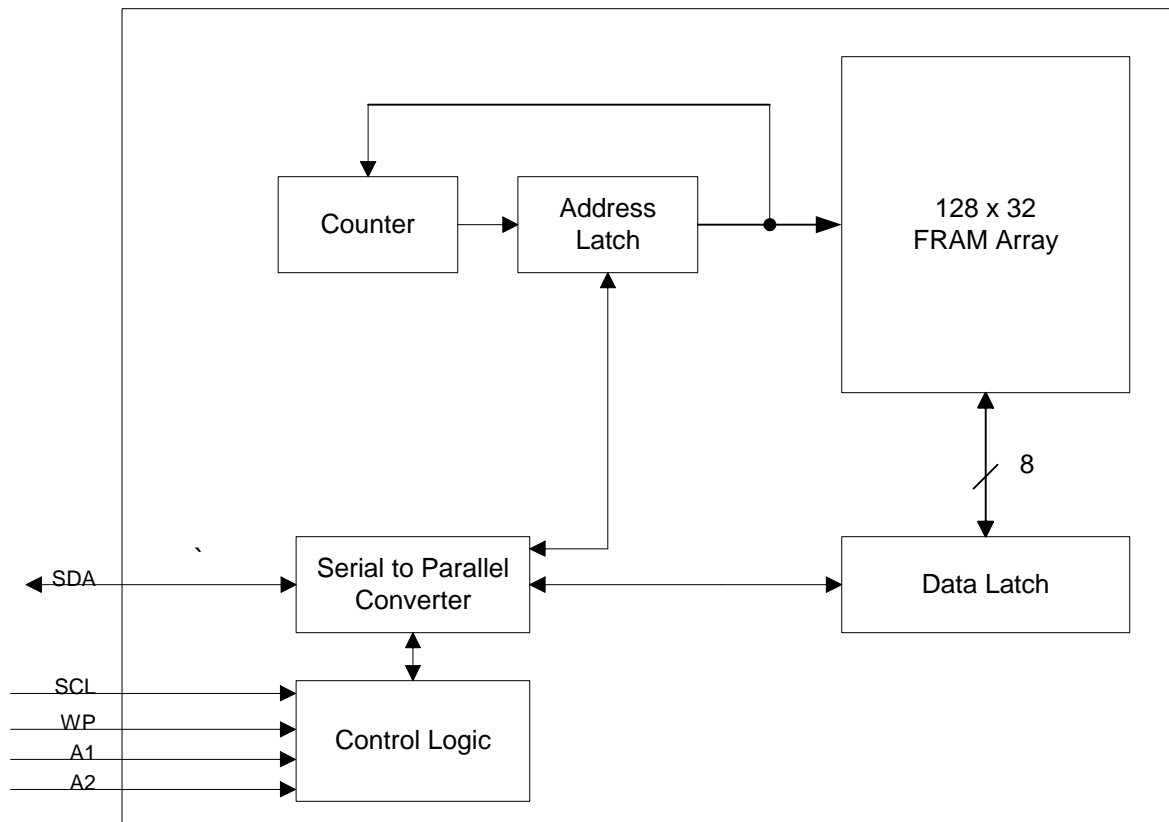 Counter
Address
Latch
128 x 32
FRAM Array
8
`
SDA
Serial to Parallel
Converter
Data Latch
SCL
WP
A1
A2
Control Logic